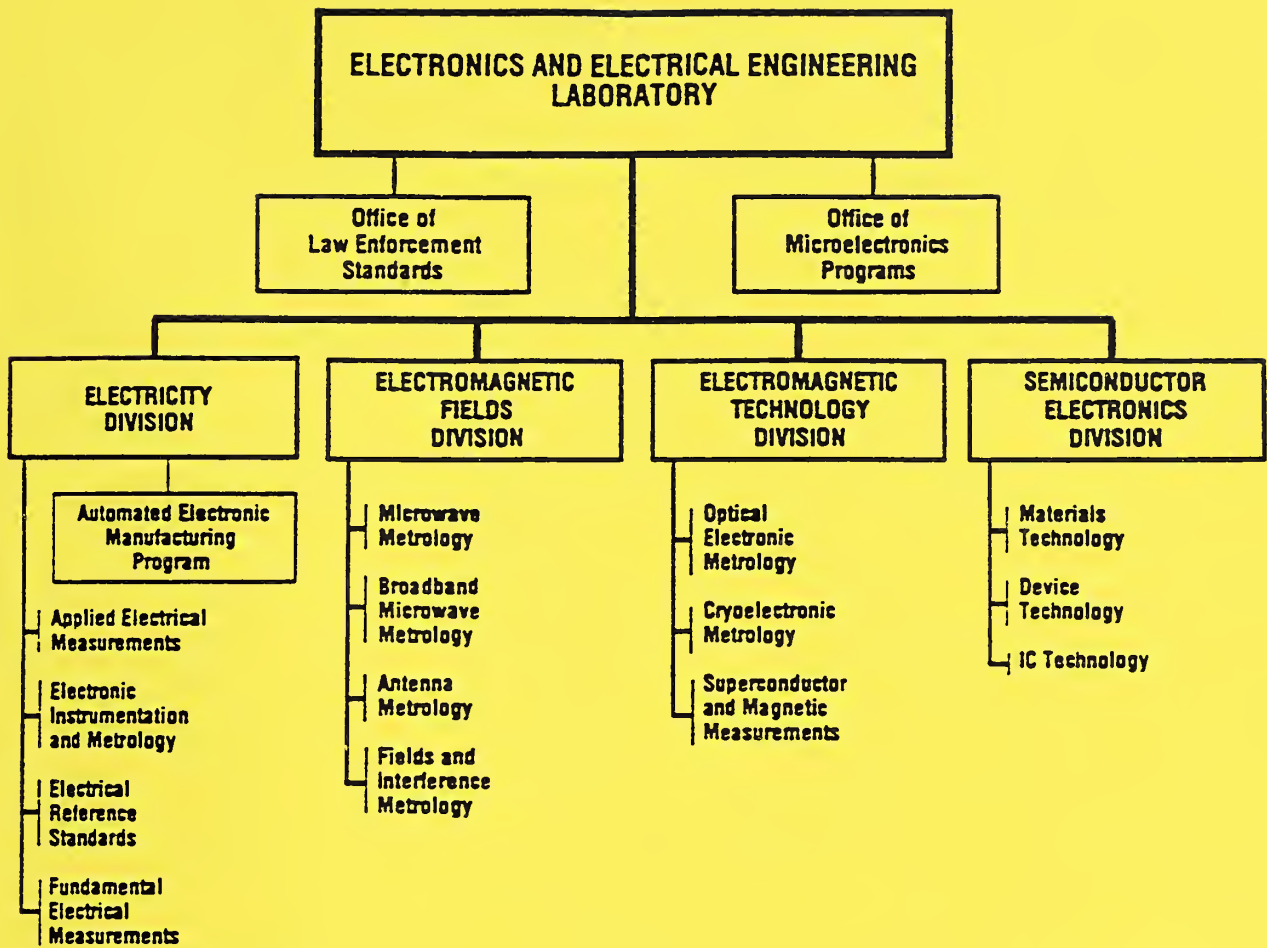 ELECTRONICS AND ELECTRICAL ENGINEERING
LABORATORY
Office of
Law Enforcement
Standards
Office of
Microelectronics
Programs
ELECTRICITY
DIVISION
Automated Electronic
Manufacturing
Program
Applied Electrical
Measurements
Electronic
Instrumentation
and Metrology
Electrical
Reference
Standards
Fundamental
Electrical
Measurements
ELECTROMAGNETIC
FIELDS
DIVISION
Microwave
Metrology
Broadband
Microwave
Metrology
Antenna
Metrology
Fields and
Interference
Metrology
ELECTROMAGNETIC
TECHNOLOGY
DIVISION
Optical
Electronic
Metrology
Cryoelectronic
Metrology
Superconductor
and Magnetic
Measurements
SEMICONDUCTOR
ELECTRONICS
DIVISION
Materials
Technology
Device
Technology
IC Technology